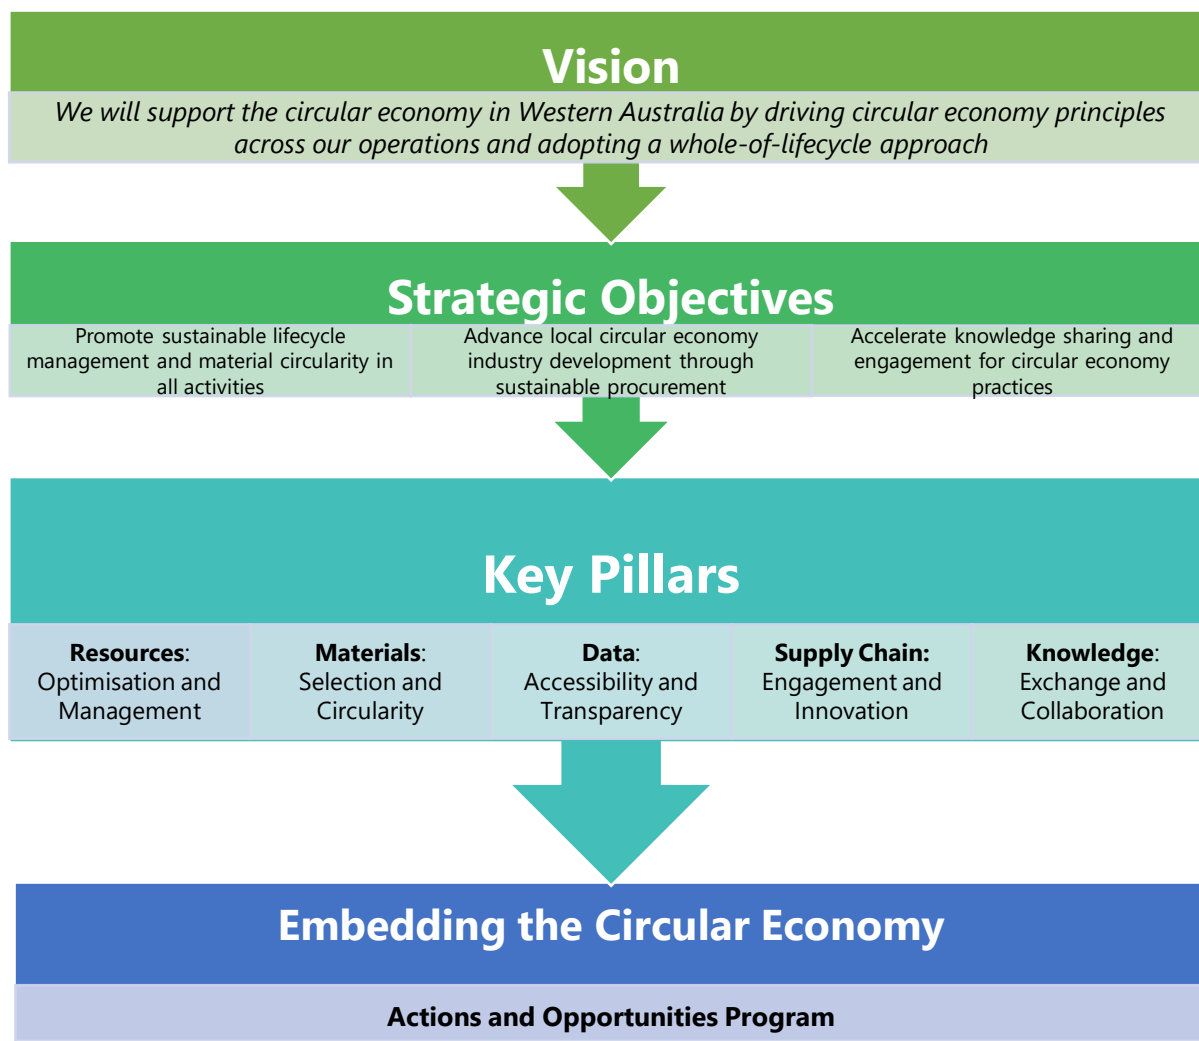 Vision
We will support the circular economy in Western Australia by driving circular economy principles
across our operations and adopting a whole-of-lifecycle approach
Strategic Objectives
Promote sustainable lifecycle
management and material circularity in
all activities
Advance local circular economy
industry development through
sustainable procurement
Accelerate knowledge sharing and
engagement for circular economy
practices
Key Pillars
Resources:
Optimisation and
Management
Materials:
Selection and
Circularity
Data:
Accessibility and
Transparency
Supply Chain:
Engagement and
Innovation
Knowledge:
Exchange and
Collaboration
Embedding the Circular Economy
Actions and Opportunities Program